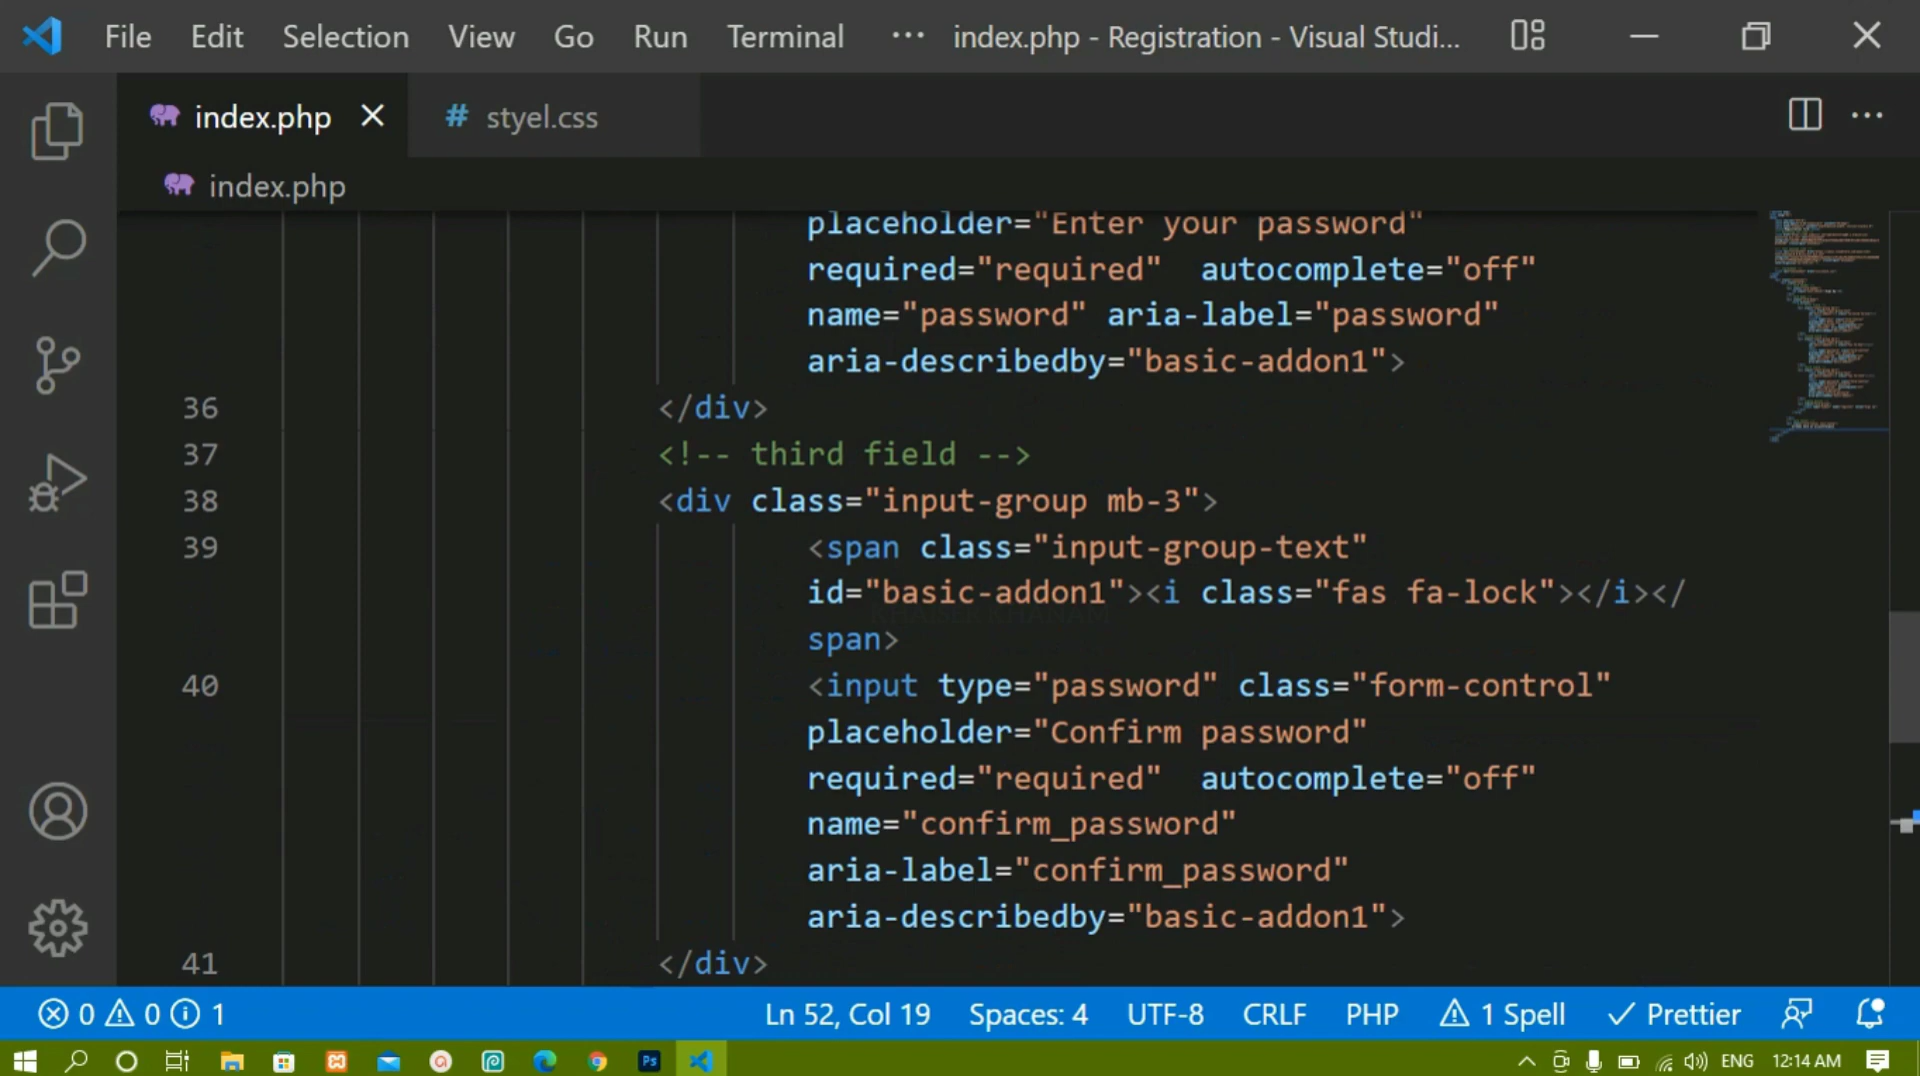 File Edit Selection View Go Run Terminal ··· index.php - Registration - Visual Studi...
index.php # styel.css
index.php
placeholder="Enter your password"
required="required"  autocomplete="off"
name="password" aria-label="password"
aria-describedby="basic-addon1">
36 </div>
37 <!-- third field -->
38 <div class="input-group mb-3">
39 <span class="input-group-text"
id="basic-addon1"><i class="fas fa-lock"></i></
span>
40 <input type="password" class="form-control"
placeholder="Confirm password"
required="required"  autocomplete="off"
name="confirm_password"
aria-label="confirm_password"
aria-describedby="basic-addon1">
41 </div>
0 0 1 Ln 52, Col 19 Spaces: 4 UTF-8 CRLF PHP 1 Spell Prettier
Ps ENG 12:14 AM